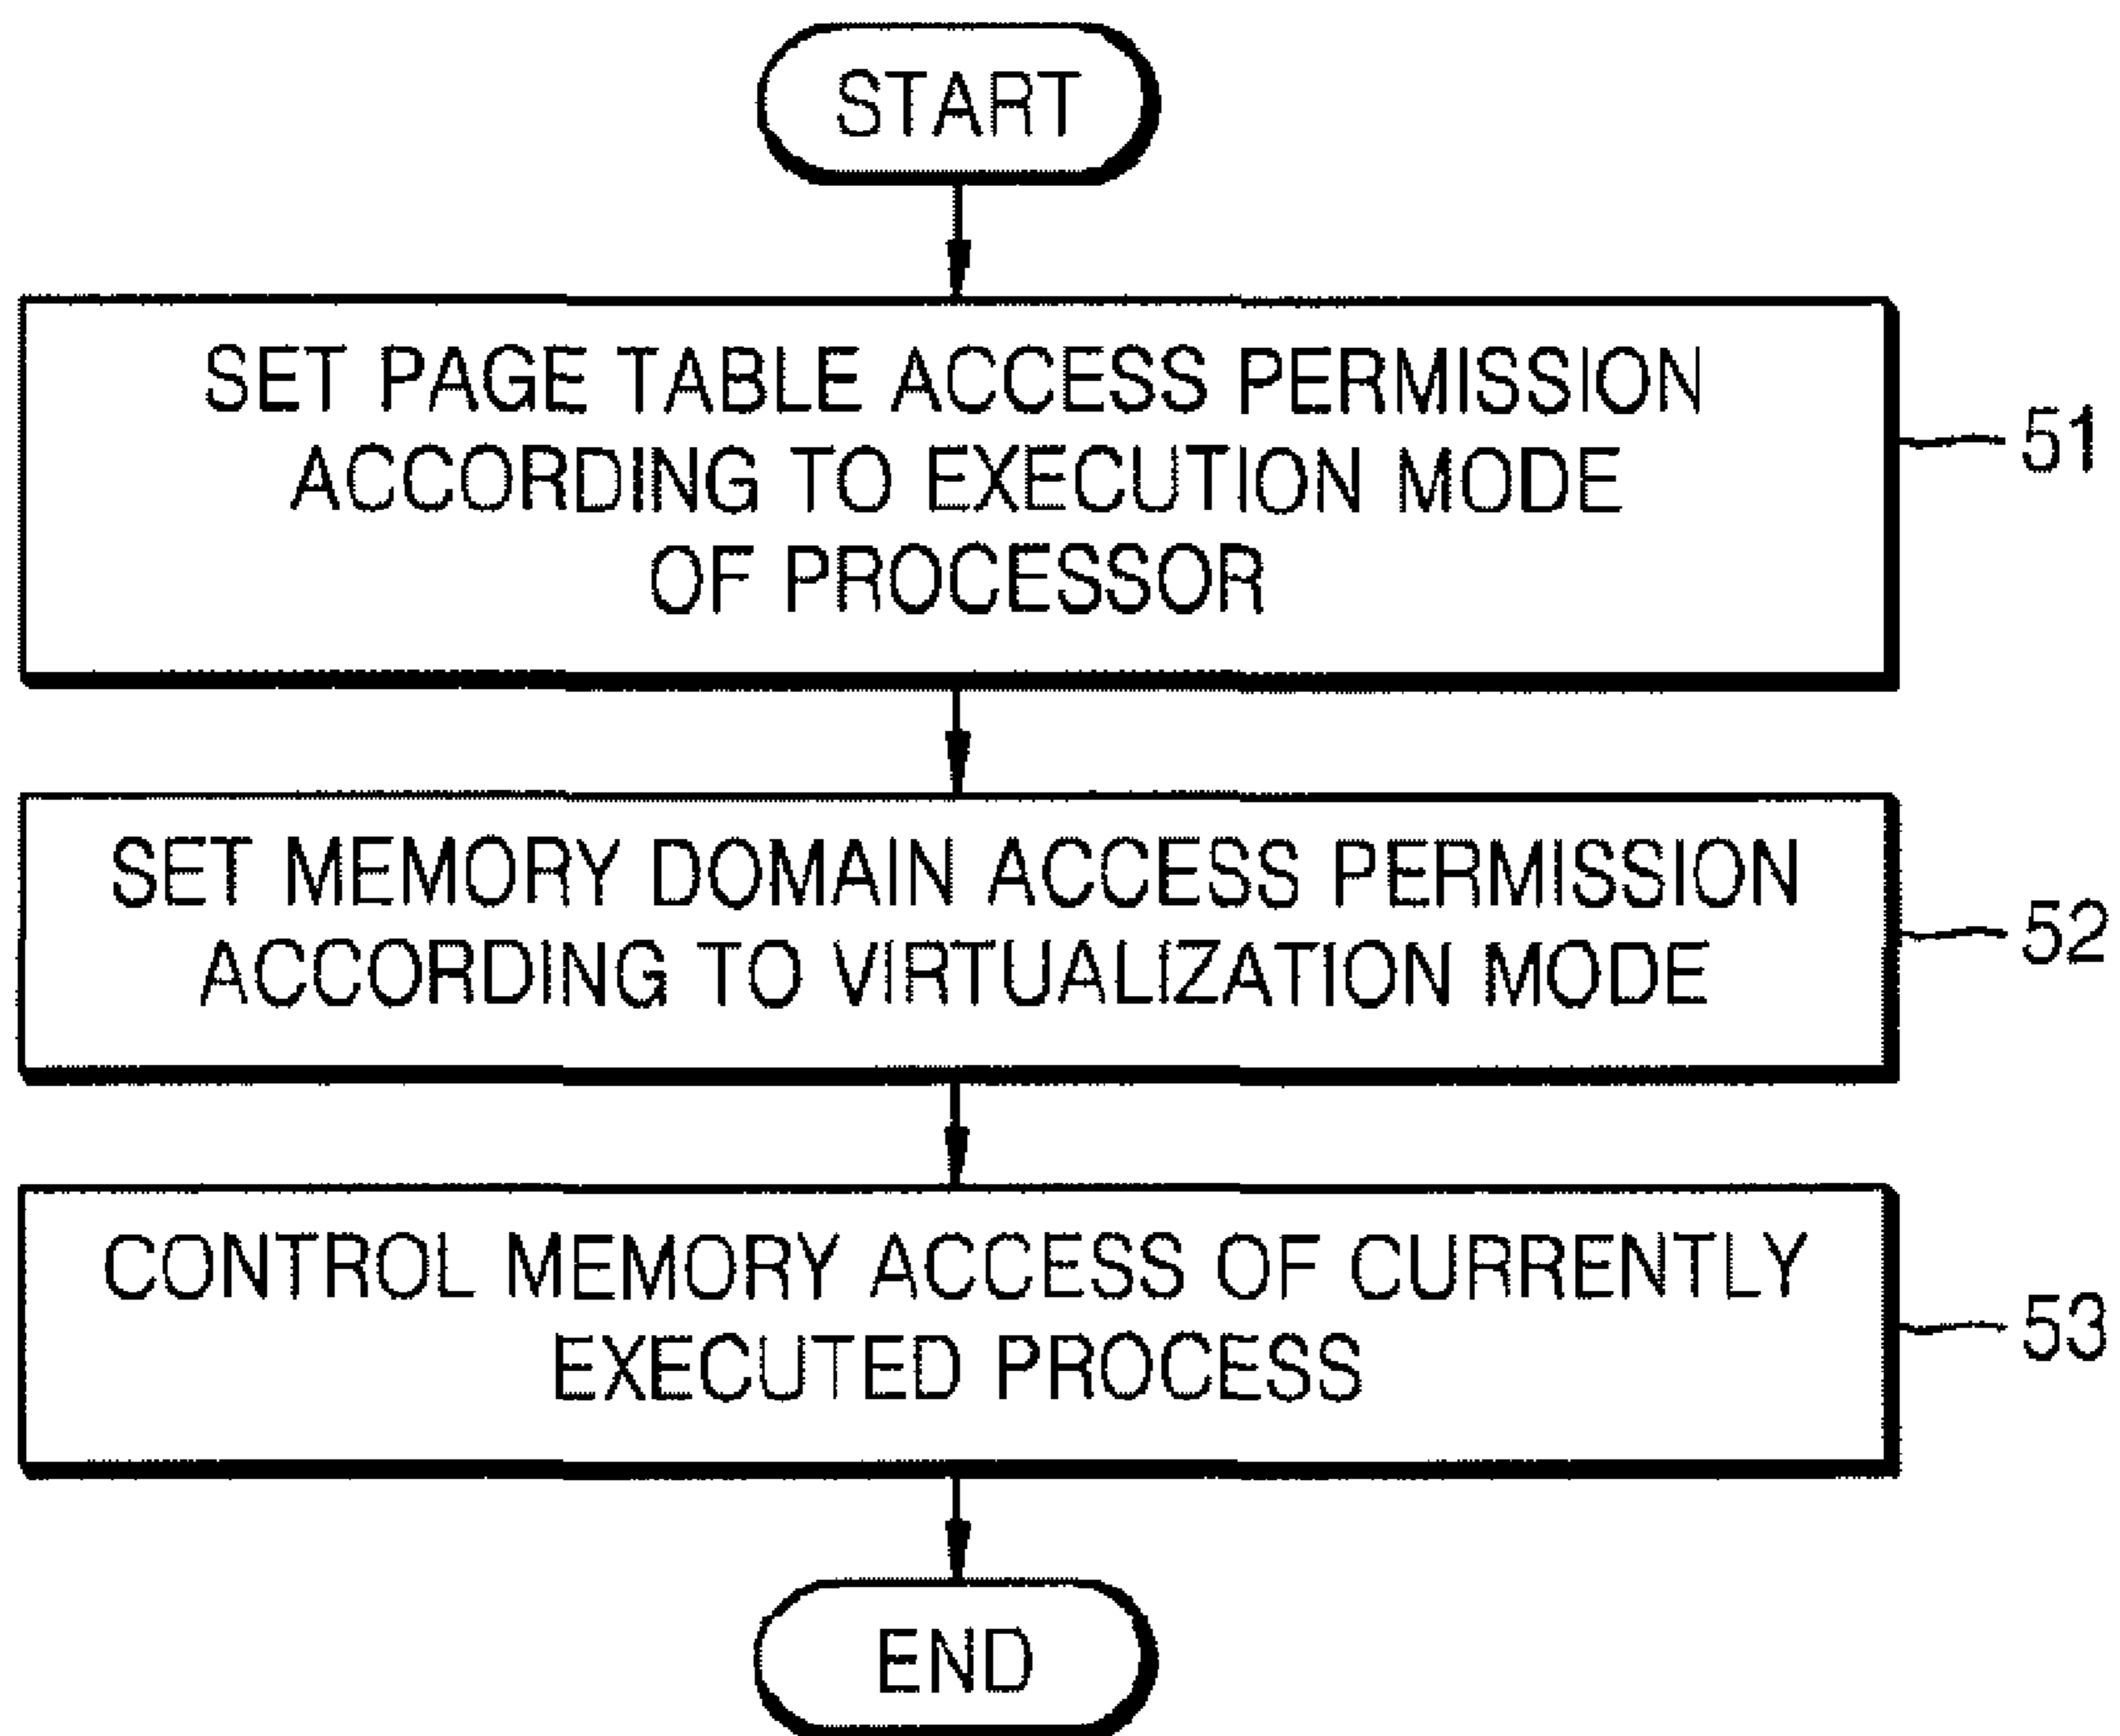 START
SET PAGE TABLE ACCESS PERMISSION
ACCORDING TO EXECUTION MODE
OF PROCESSOR
51
SET MEMORY DOMAIN ACCESS PERMISSION
ACCORDING TO VIRTUALIZATION MODE
52
CONTROL MEMORY ACCESS OF CURRENTLY
EXECUTED PROCESS
53
END